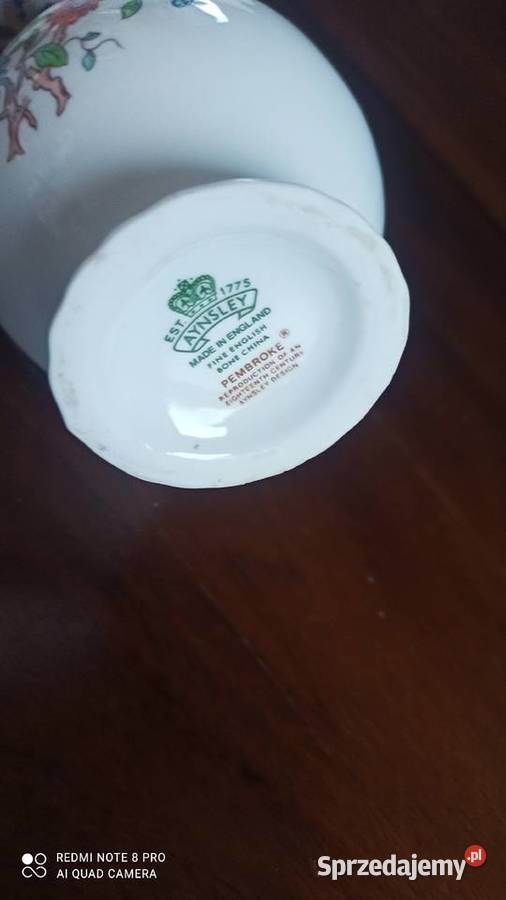 EST. 1775
AYNSLEY
MADE IN ENGLAND
FINE ENGLISH
BONE CHINA
PEMBROKE ®
REPRODUCTION OF AN
EIGHTEENTH CENTURY
AYNSLEY DESIGN
REDMI NOTE 8 PRO
AI QUAD CAMERA
Sprzedajemy.pl